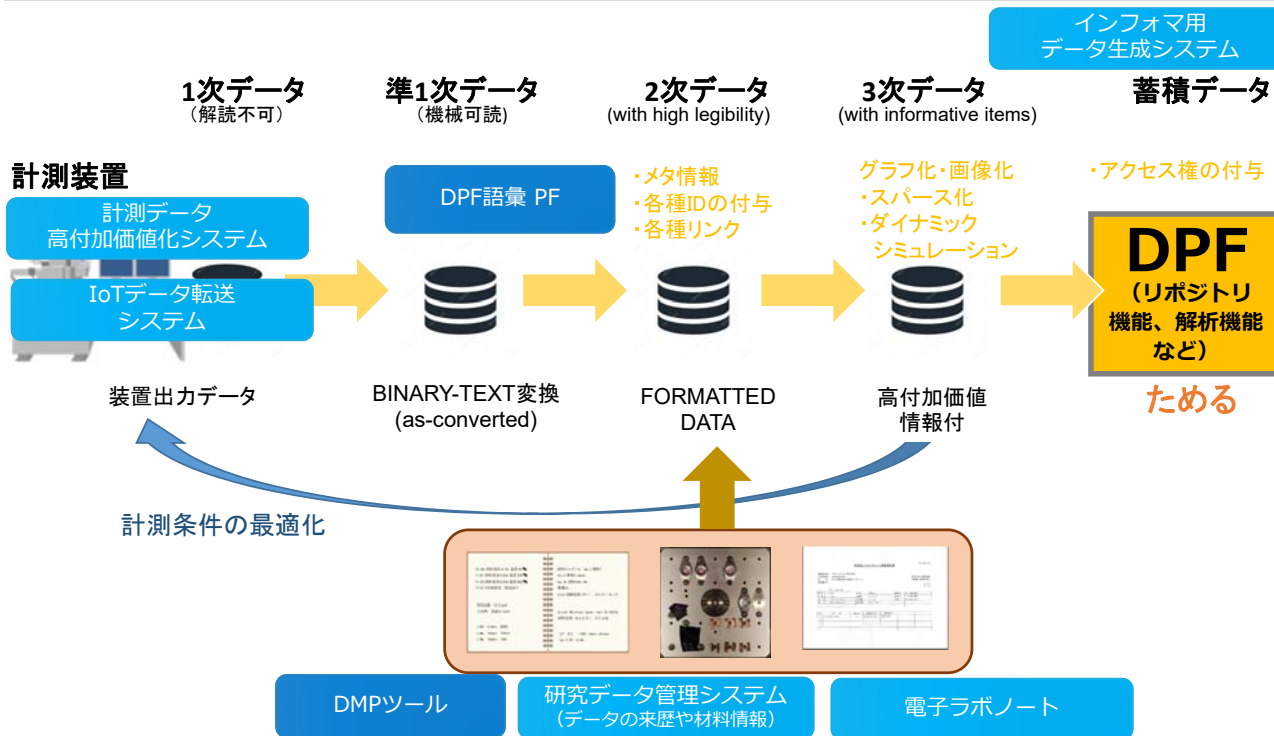 インフォマ用
データ生成システム
1次データ
（解読不可）
準1次データ
（機械可読)
2次データ
(with high legibility)
3次データ
(with informative items)
蓄積データ
計測装置
計測データ
高付加価値化システム
IoTデータ転送
システム
DPF語彙 PF
・メタ情報
・各種IDの付与
・各種リンク
グラフ化・画像化
・スパース化
・ダイナミック
シミュレーション
・アクセス権の付与
DPF
（リポジトリ
機能、解析機能
など）
ためる
装置出力データ
BINARY-TEXT変換
(as-converted)
FORMATTED
DATA
高付加価値
情報付
計測条件の最適化
DMPツール
研究データ管理システム
（データの来歴や材料情報）
電子ラボノート